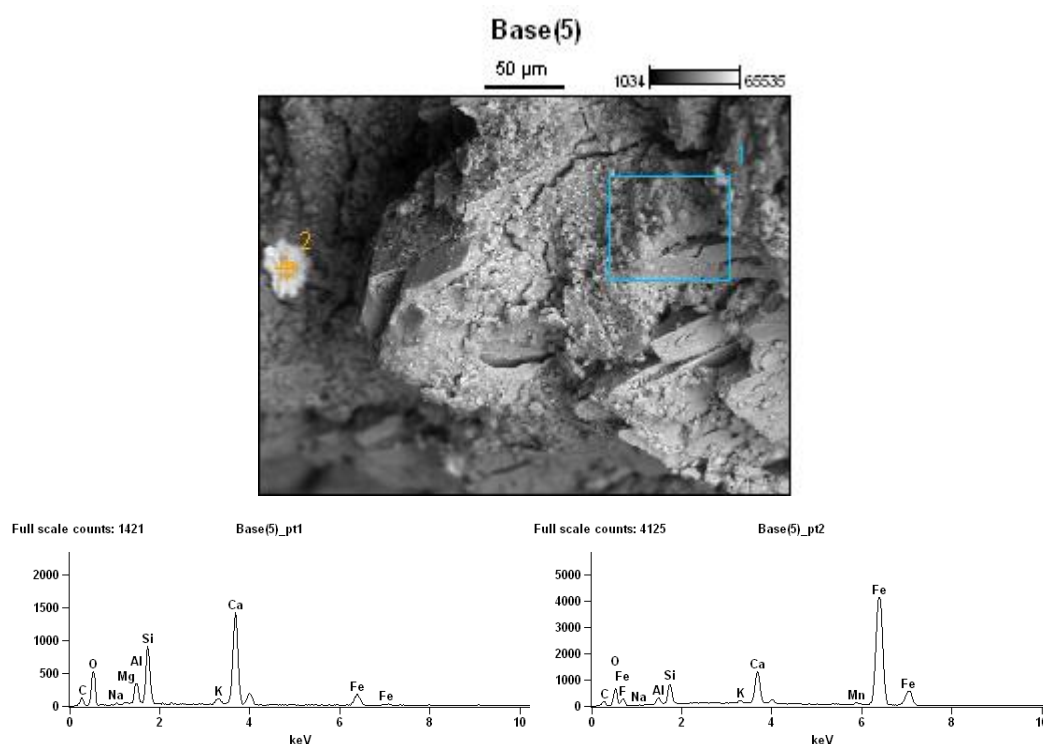 Base(5)
50 µm
1034 65535
1
2
Full scale counts: 1421 Base(5)_pt1
2000
1500
1000
500
0
C
O
Na
Mg
Al
Si
K
Ca
Fe
Fe
0 2 4 6 8 10
keV
Full scale counts: 4125 Base(5)_pt2
5000
4000
3000
2000
1000
0
C
O
Fe
F
Na
Al
Si
K
Ca
Mn
Fe
Fe
0 2 4 6 8 10
keV